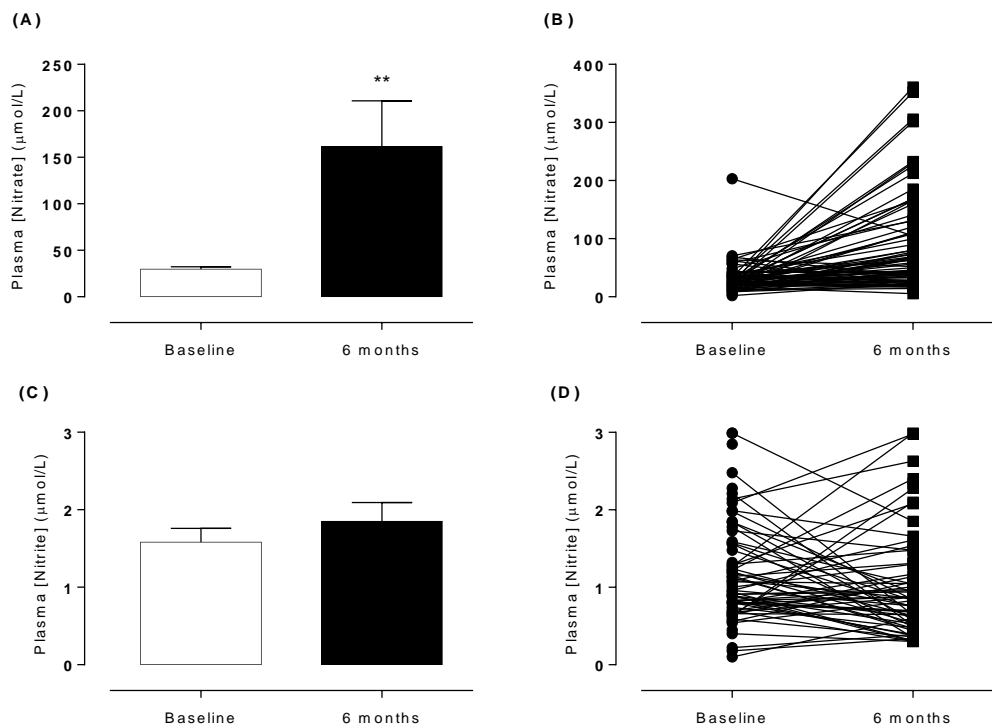 (A)
Plasma [Nitrate] (μmol/L)
250
200
150
100
50
0
**
Baseline
6 months
(B)
Plasma [Nitrate] (μmol/L)
400
300
200
100
0
Baseline
6 months
(C)
Plasma [Nitrite] (μmol/L)
3
2
1
0
Baseline
6 months
(D)
Plasma [Nitrite] (μmol/L)
3
2
1
0
Baseline
6 months